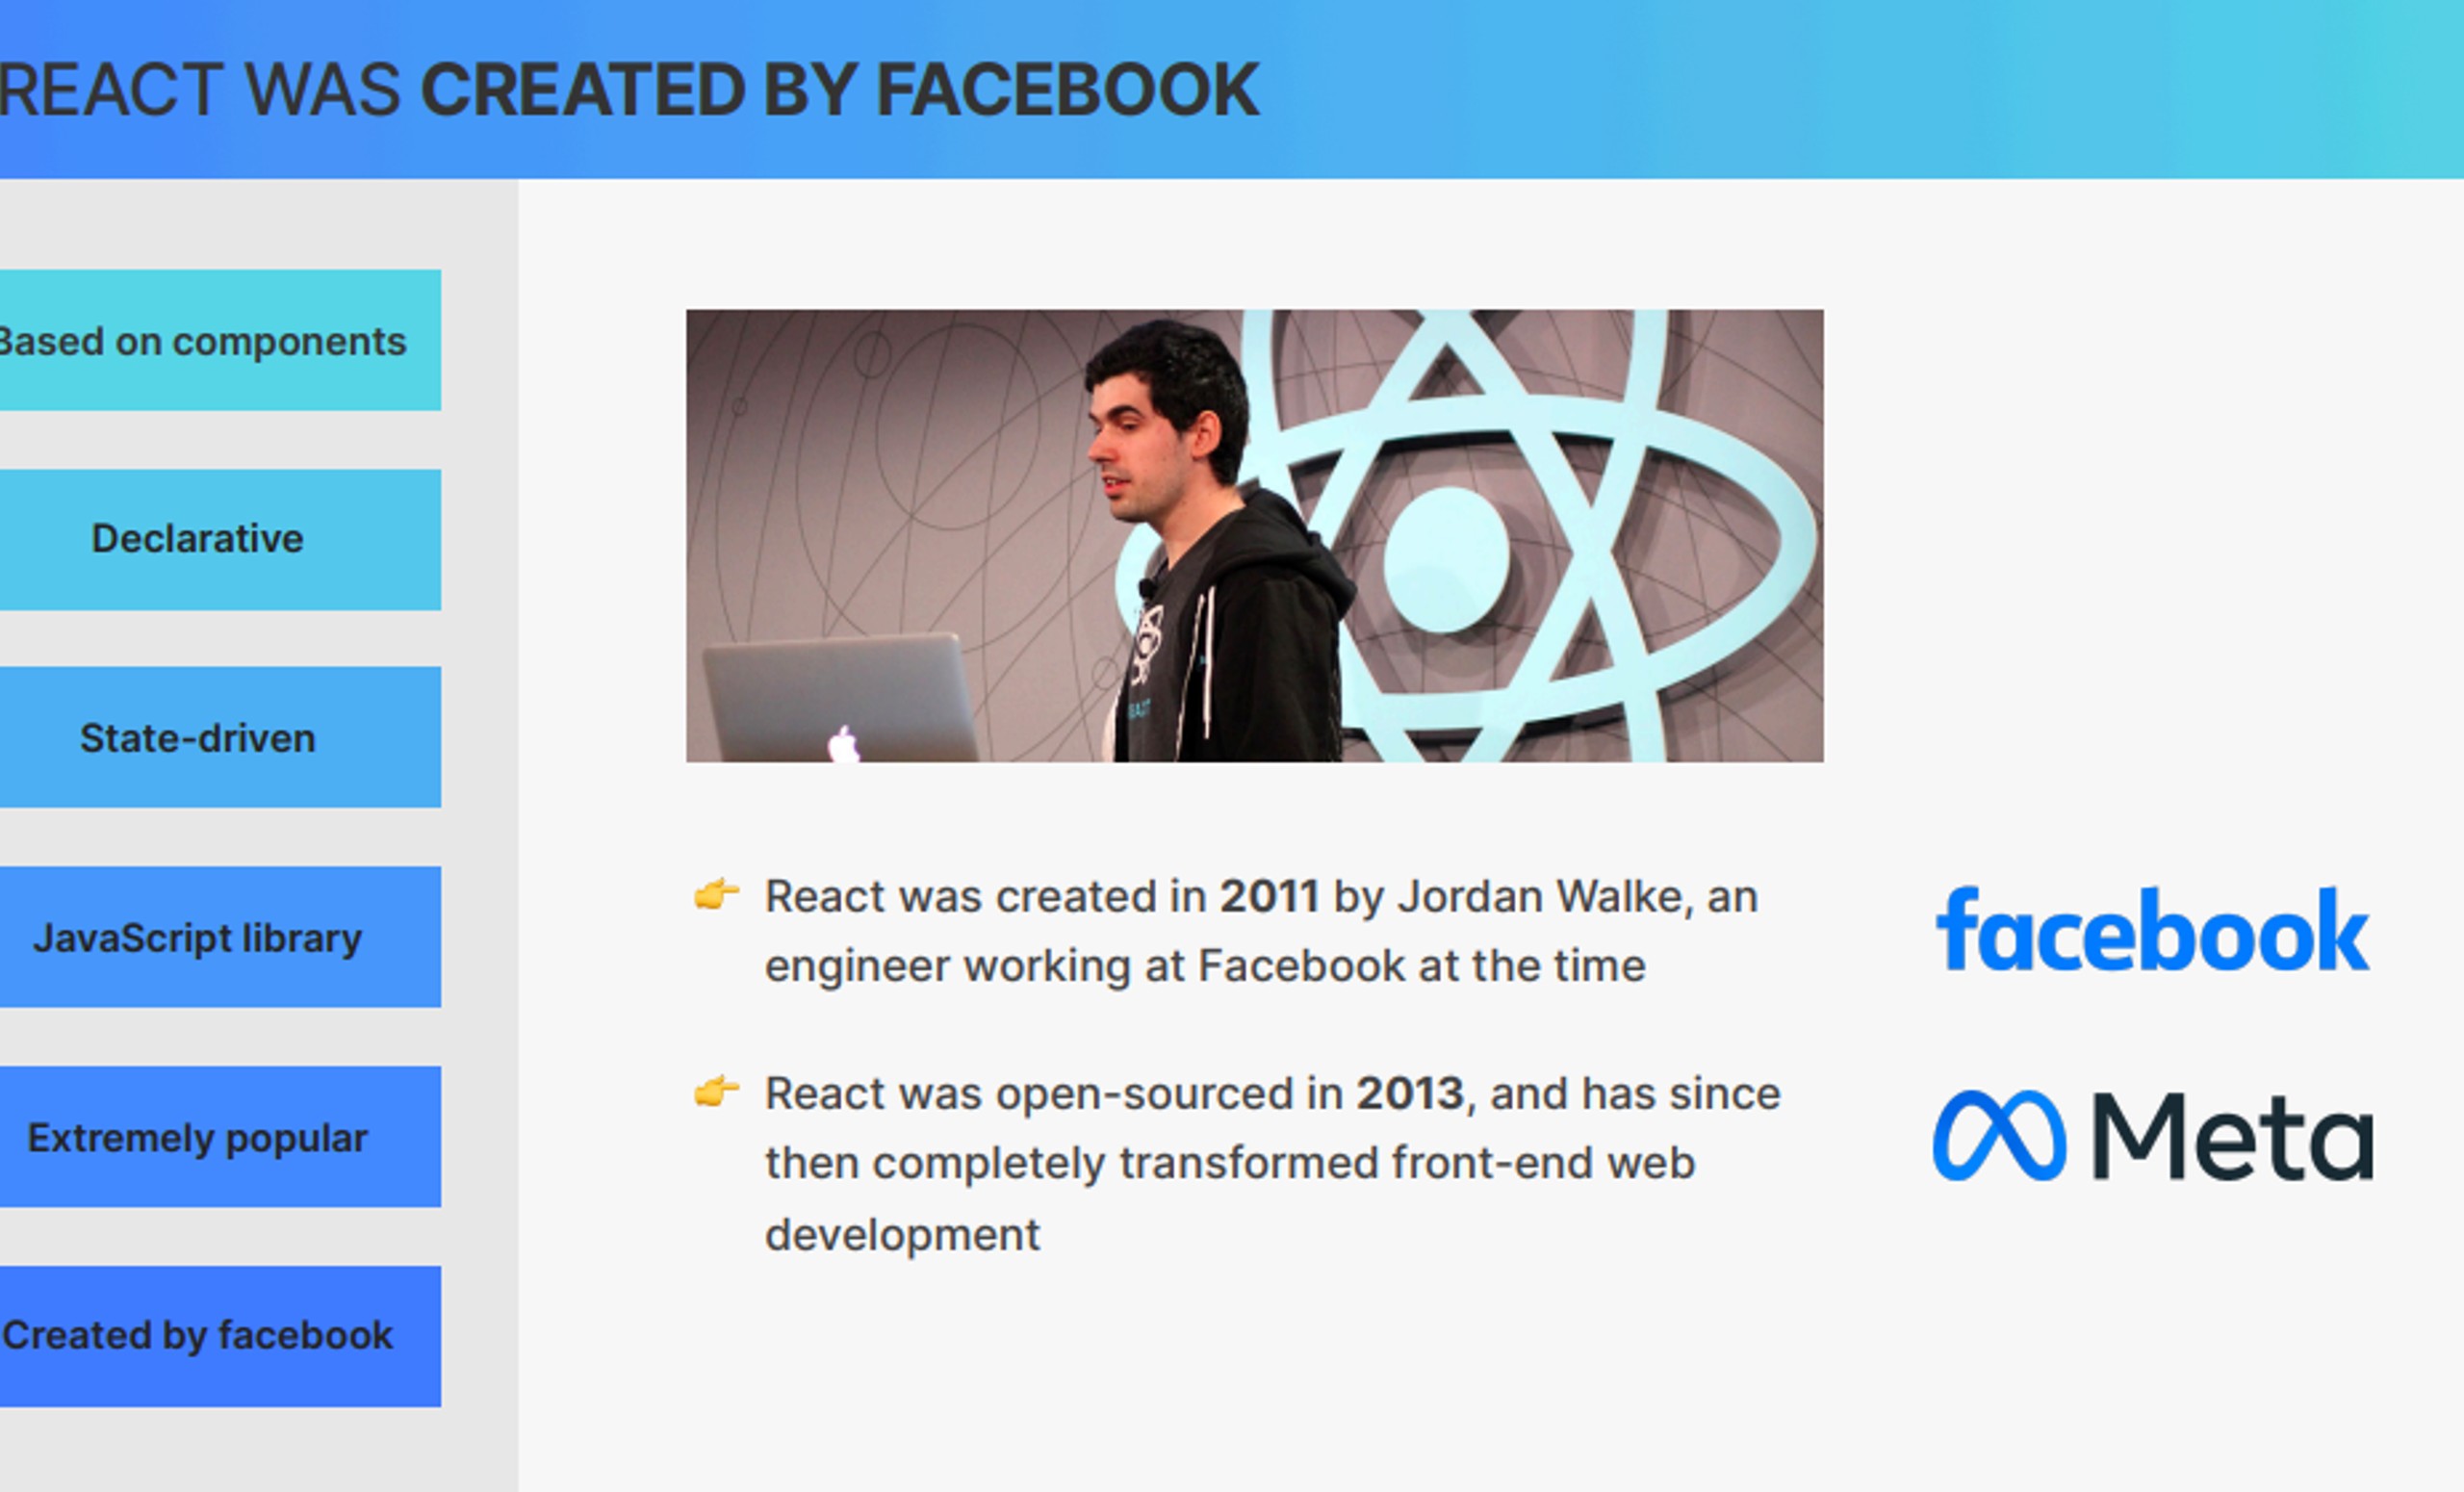 REACT WAS CREATED BY FACEBOOK
Based on components
Declarative
State-driven
JavaScript library
Extremely popular
Created by facebook
React was created in 2011 by Jordan Walke, an
engineer working at Facebook at the time
React was open-sourced in 2013, and has since
then completely transformed front-end web
development
facebook
Meta